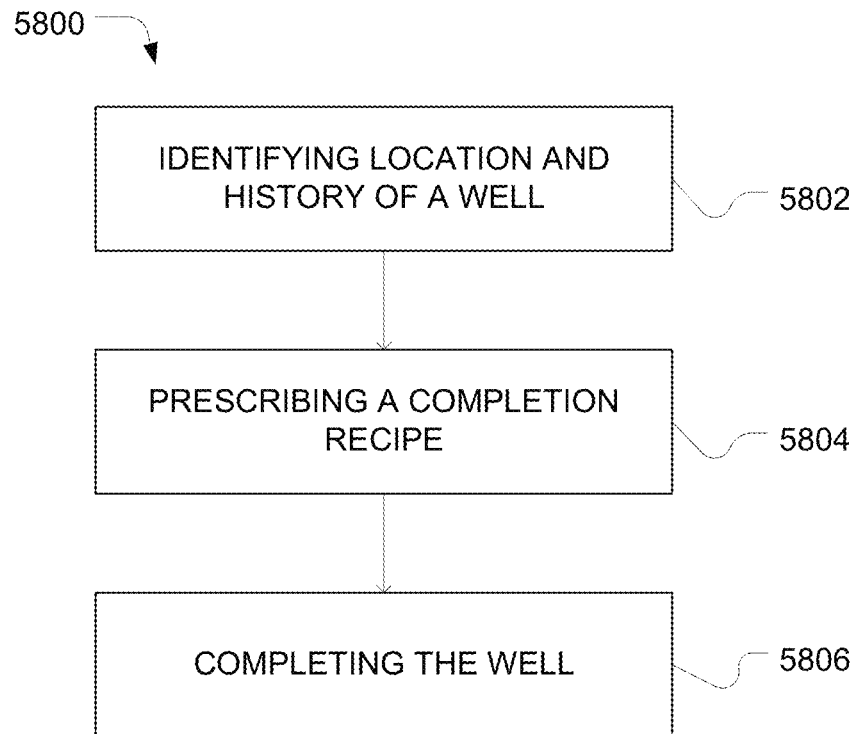 5800
IDENTIFYING LOCATION AND
HISTORY OF A WELL
5802
PRESCRIBING A COMPLETION
RECIPE
5804
COMPLETING THE WELL
5806